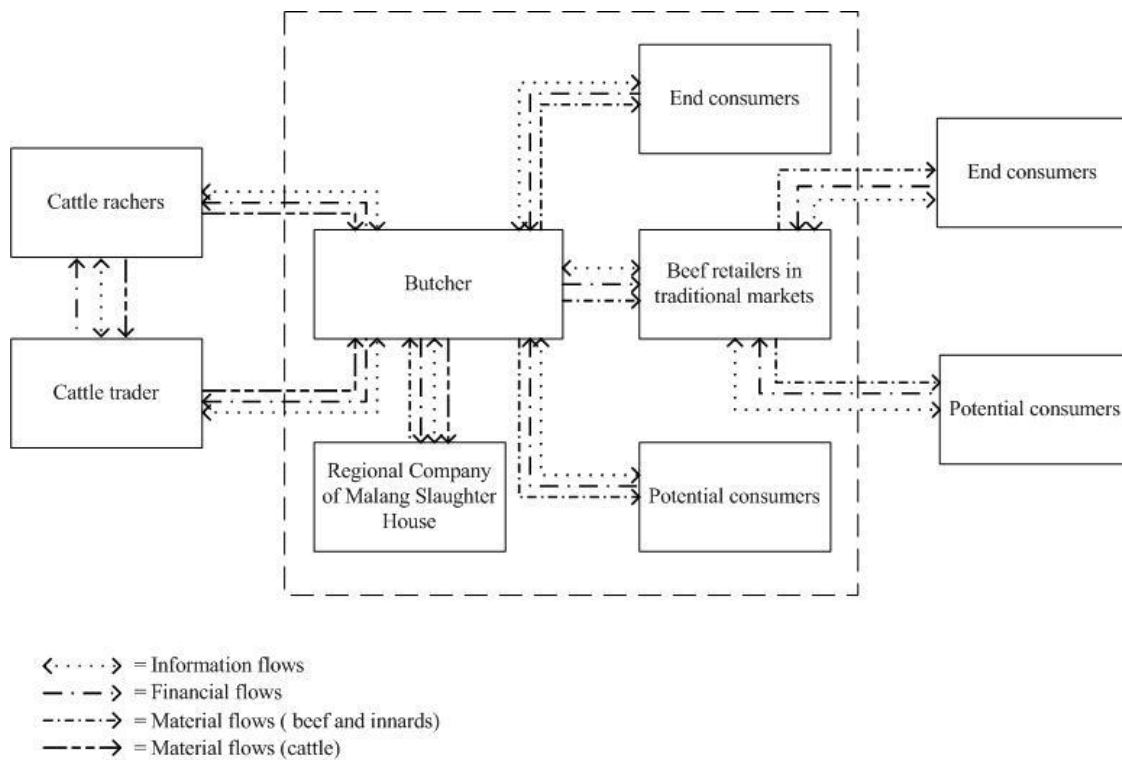 End consumers
End consumers
Cattle rachers
Butcher
Beef retailers in
traditional markets
Cattle trader
Potential consumers
Regional Company
of Malang Slaughter
House
Potential consumers
= Information flows
= Financial flows
= Material flows ( beef and innards)
= Material flows (cattle)